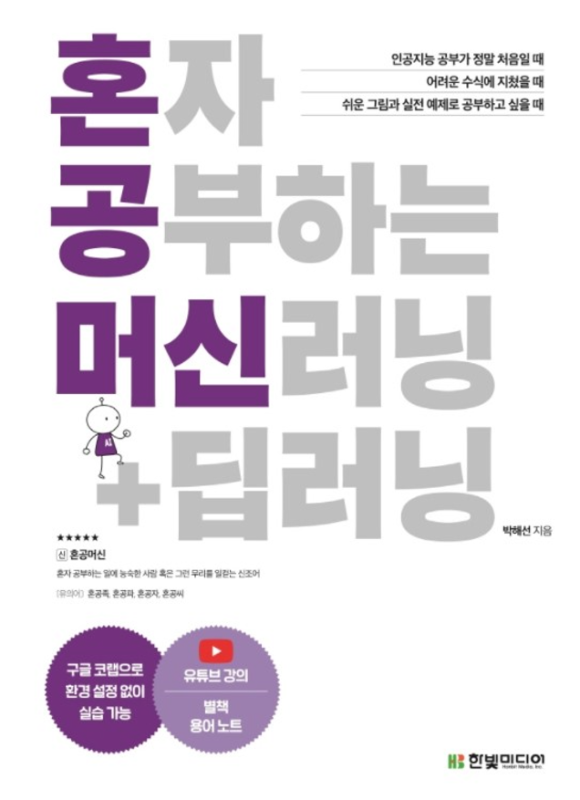 인공지능 공부가 정말 처음일 때
어려운 수식에 지쳤을 때
쉬운 그림과 실전 예제로 공부하고 싶을 때
혼자
공부하는
머신러닝
+딥러닝
AI
박해선 지음
★★★★★
신 혼공머신
혼자 공부하는 일에 능숙한 사람 혹은 그런 무리를 일컫는 신조어
[유의어] 혼공족, 혼공파, 혼공자, 혼공씨
구글 코랩으로
환경 설정 없이
실습 가능
유튜브 강의
별책
용어 노트
HB 한빛미디어
Hanbit Media, Inc.